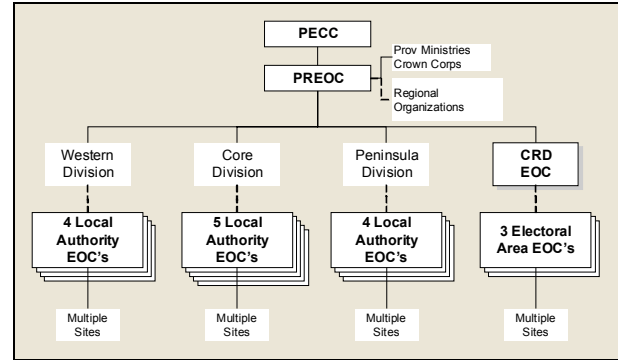 PECC
Prov Ministries
Crown Corps
PREOC
Regional
Organizations
Western
Division
Core
Division
Peninsula
Division
CRD
EOC
4 Local
Authority
EOC's
5 Local
Authority
EOC's
4 Local
Authority
EOC's
3 Electoral
Area EOC's
Multiple
Sites
Multiple
Sites
Multiple
Sites
Multiple
Sites